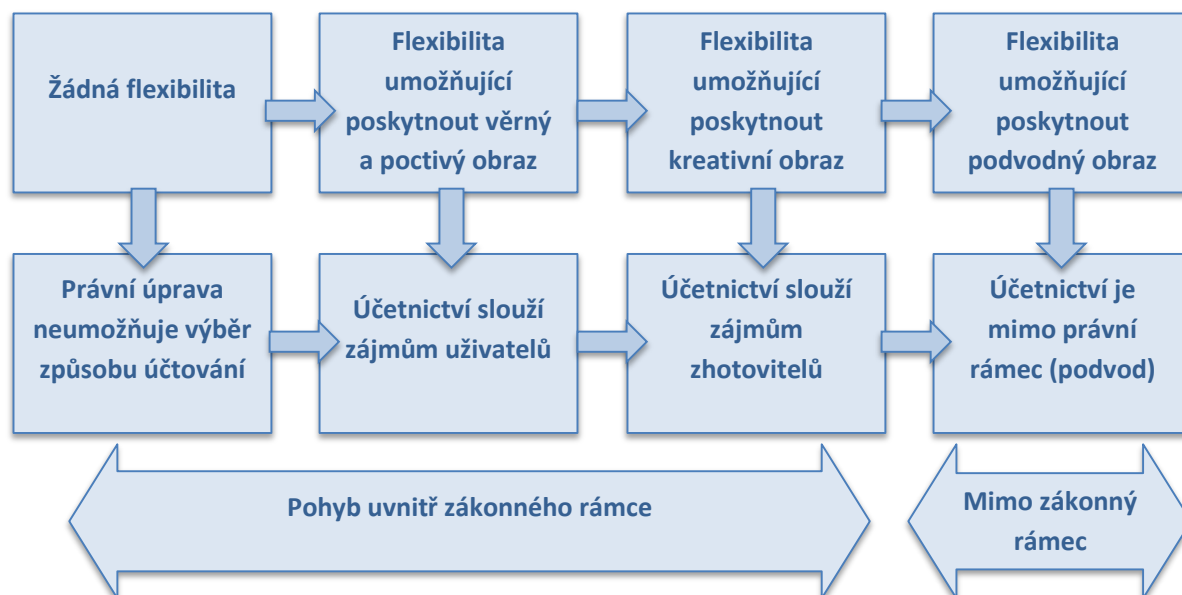 Žádná flexibilita
Flexibilita
umožňující
poskytnout věrný
a poctivý obraz
Flexibilita
umožňující
poskytnout
kreativní obraz
Flexibilita
umožňující
poskytnout
podvodný obraz
Právní úprava
neumožňuje výběr
způsobu účtování
Účetnictví slouží
zájmům uživatelů
Účetnictví slouží
zájmům
zhotovitelů
Účetnictví je
mimo právní
rámec (podvod)
Pohyb uvnitř zákonného rámce
Mimo zákonný
rámec